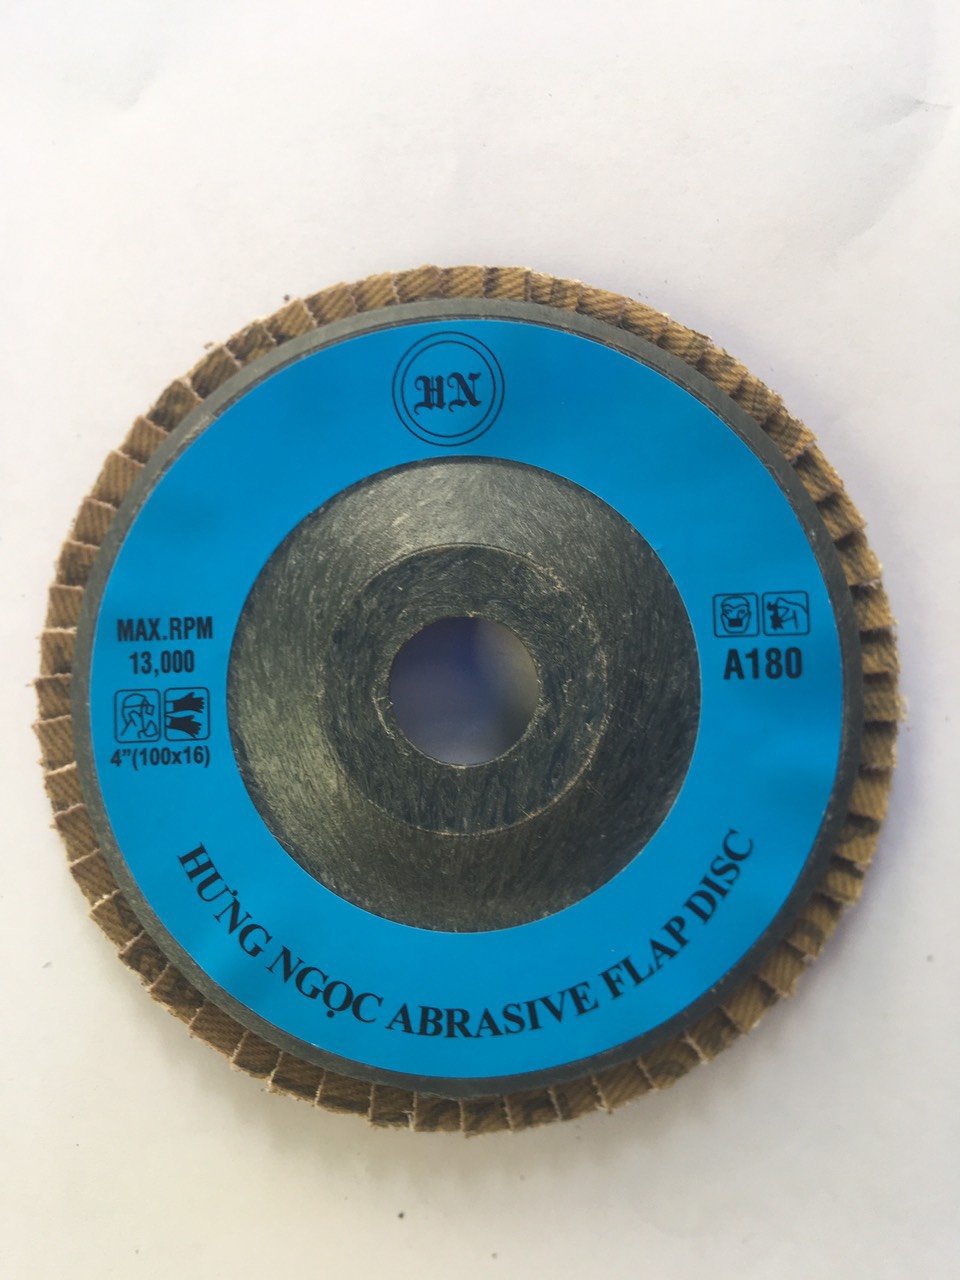 HN
MAX.RPM
13,000
4"(100x16)
A180
HƯNG NGỌC ABRASIVE FLAP DISC